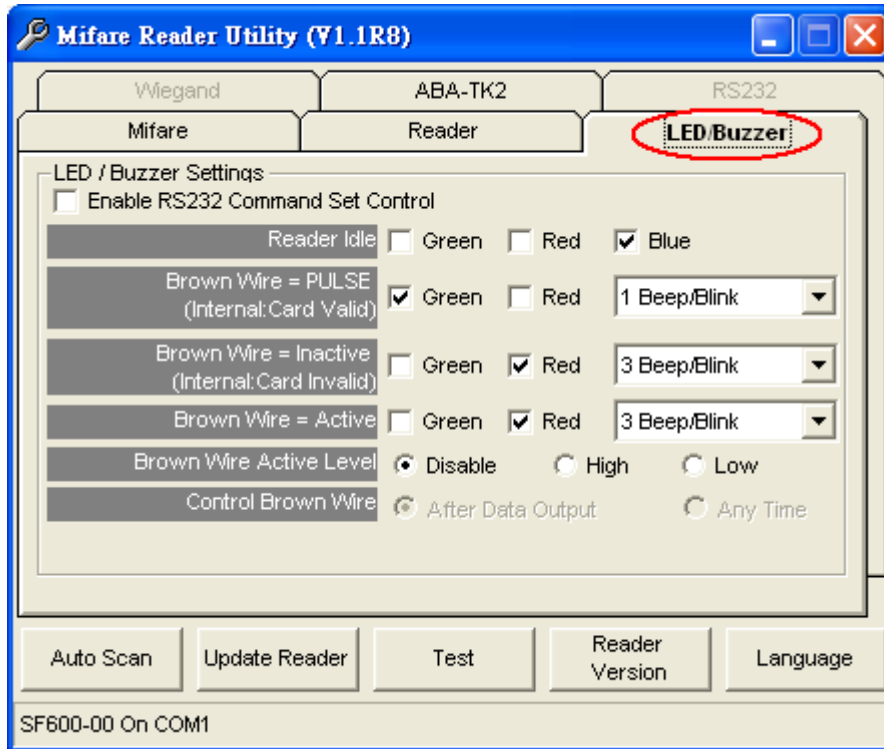 Mifare Reader Utility (V1.1R8)
Wiegand ABA-TK2 RS232
Mifare Reader LED/Buzzer
LED / Buzzer Settings
Enable RS232 Command Set Control
Reader Idle Green Red Blue
Brown Wire = PULSE
(Internal:Card Valid) Green Red 1 Beep/Blink
Brown Wire = Inactive
(Internal:Card Invalid) Green Red 3 Beep/Blink
Brown Wire = Active Green Red 3 Beep/Blink
Brown Wire Active Level Disable High Low
Control Brown Wire After Data Output Any Time
Auto Scan Update Reader Test Reader Version Language
SF600-00 On COM1